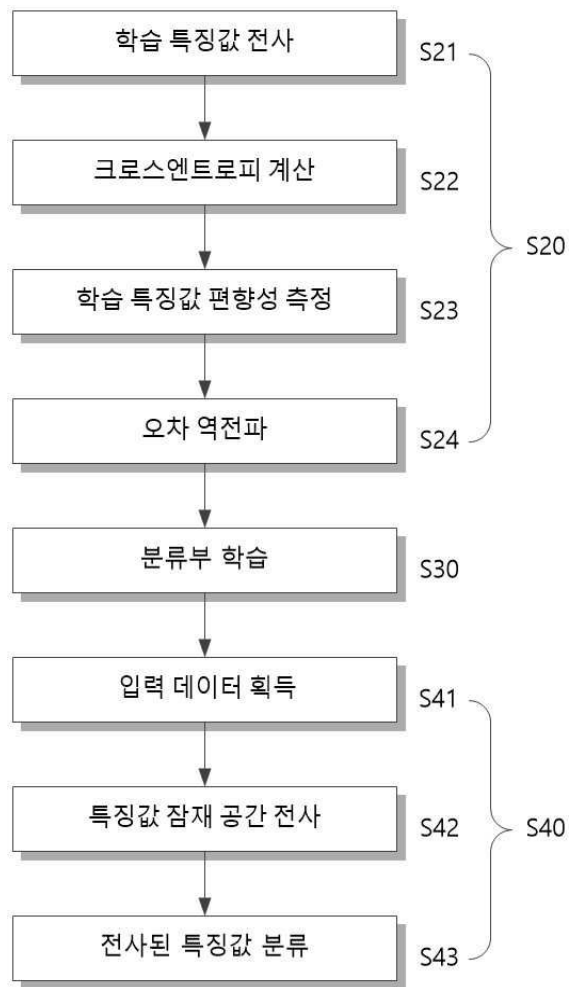 학습 특징값 전사 S21
크로스엔트로피 계산 S22
S20
학습 특징값 편향성 측정 S23
오차 역전파 S24
분류부 학습 S30
입력 데이터 획득 S41
특징값 잠재 공간 전사 S42 S40
전사된 특징값 분류 S43